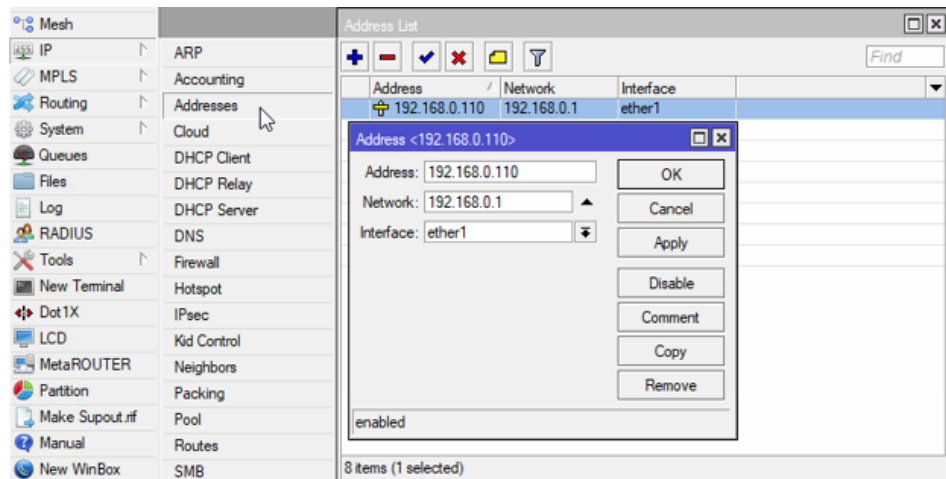 Mesh
IP
MPLS
Routing
System
Queues
Files
Log
RADIUS
Tools
New Terminal
Dot1X
LCD
MetaROUTER
Partition
Make Supout.rif
Manual
New WinBox
ARP
Accounting
Addresses
Cloud
DHCP Client
DHCP Relay
DHCP Server
DNS
Firewall
Hotspot
IPsec
Kid Control
Neighbors
Packing
Pool
Routes
SMB
Address List
Find
Address / Network Interface
192.168.0.110 192.168.0.1 ether1
Address <192.168.0.110>
Address: 192.168.0.110
Network: 192.168.0.1
Interface: ether1
OK
Cancel
Apply
Disable
Comment
Copy
Remove
enabled
8 items (1 selected)